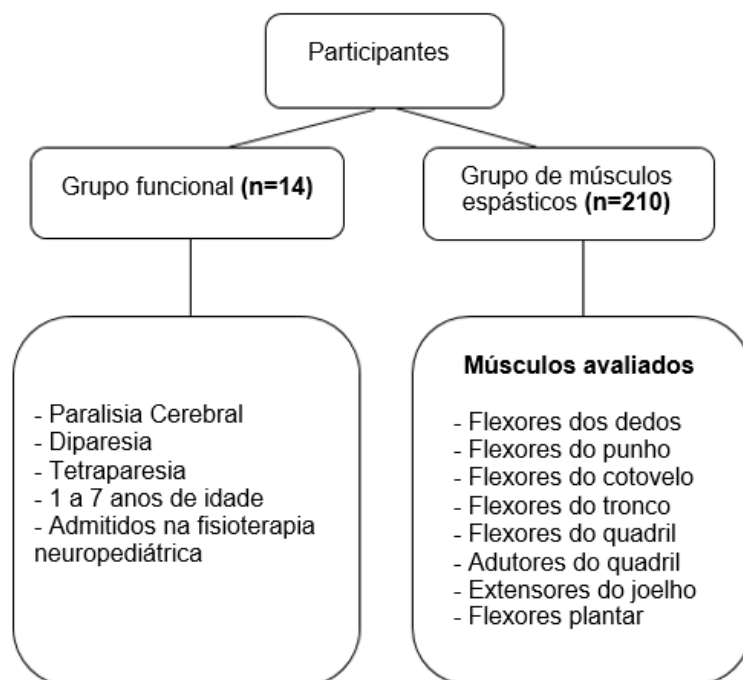 Participantes
Grupo funcional (n=14)
Grupo de músculos
espásticos (n=210)
- Paralisia Cerebral
- Diparesia
- Tetraparesia
- 1 a 7 anos de idade
- Admitidos na fisioterapia
neuropediátrica
Músculos avaliados
- Flexores dos dedos
- Flexores do punho
- Flexores do cotovelo
- Flexores do tronco
- Flexores do quadril
- Adutores do quadril
- Extensores do joelho
- Flexores plantar